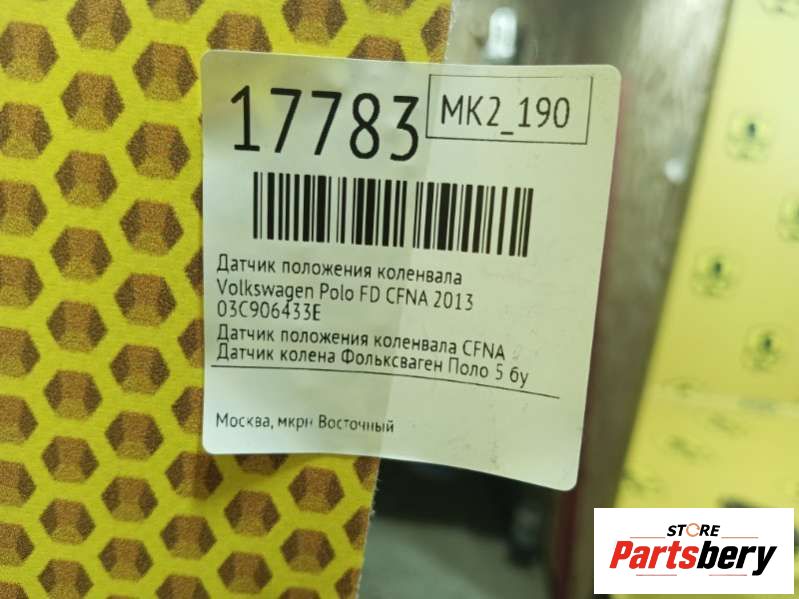 17783
MK2_190
Датчик положения коленвала
Volkswagen Polo FD CFNA 2013
03C906433E
Датчик положения коленвала CFNA
Датчик колена Фольксваген Поло 5 бу
Москва, мкрн Восточный
STORE
Partsbery